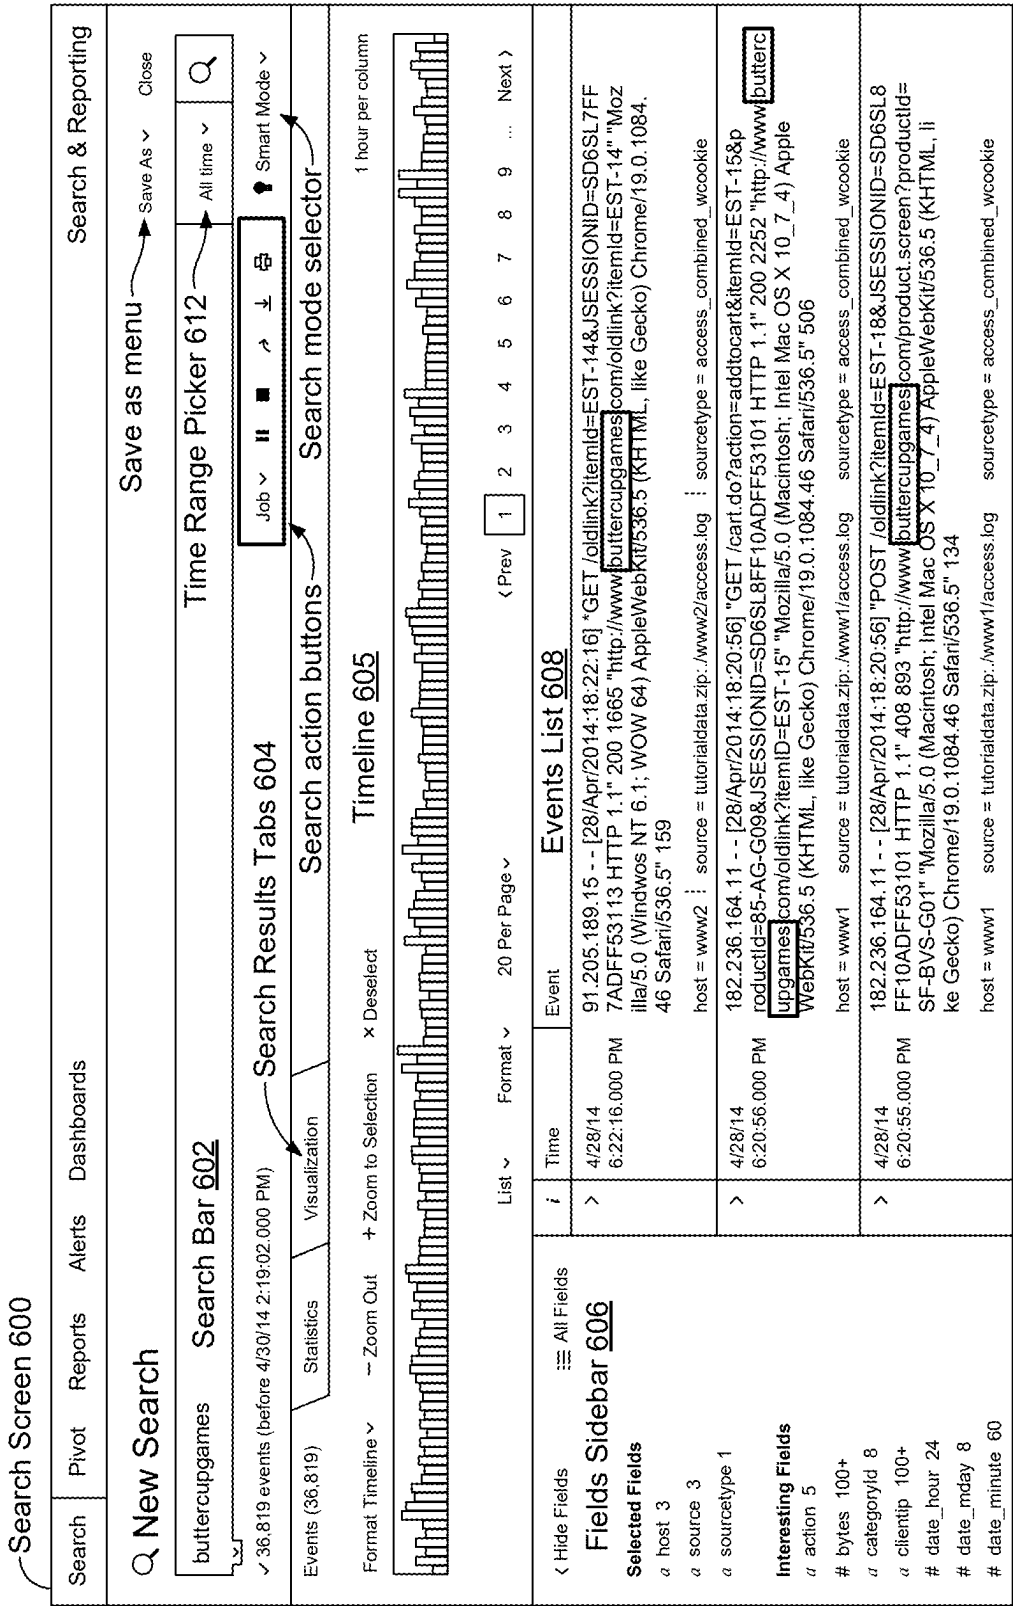 Search Screen 600
Search Pivot Reports Alerts Dashboards Search & Reporting
New Search
Save as menu
Save As ˅ Close
buttercupgames Search Bar 602
Time Range Picker 612
All time ˅
✓36,819 events (before 4/30/14 2:19:02.000 PM)
Search Results Tabs 604
Job ˅
Smart Mode ˅
Events (36,819) Statistics Visualization
Search action buttons
Search mode selector
Format Timeline ˅ – Zoom Out + Zoom to Selection × Deselect
Timeline 605
1 hour per column
List ˅ Format ˅ 20 Per Page ˅
‹ Prev 1 2 3 4 5 6 7 8 9 ... Next ›
‹ Hide Fields All Fields
Fields Sidebar 606
Selected Fields
a host 3
a source 3
a sourcetype 1
Interesting Fields
a action 5
# bytes 100+
a categoryId 8
a clientip 100+
# date_hour 24
# date_mday 8
# date_minute 60
i Time Event
Events List 608
> 4/28/14
6:22:16.000 PM
91.205.189.15 - - [28/Apr/2014:18:22:16] *GET /oldlink?itemId=EST-14&JSESSIONID=SD6SL7FF
7ADFF53113 HTTP 1.1" 200 1665 "http://www.buttercupgames.com/oldlink?itemId=EST-14" "Moz
illa/5.0 (Windwos NT 6.1; WOW 64) AppleWebKit/536.5 (KHTML, like Gecko) Chrome/19.0.1084.
46 Safari/536.5" 159
host = www2 ⋮ source = tutorialdata.zip:./www2/access.log ⋮ sourcetype = access_combined_wcookie
> 4/28/14
6:20:56.000 PM
182.236.164.11 - - [28/Apr/2014:18:20:56] "GET /cart.do?action=addtocart&itemId=EST-15&p
roductId=85-AG-G09&JSESSIONID=SD6SL8FF10ADFF53101 HTTP 1.1" 200 2252 "http://www.butterc
upgames.com/oldlink?itemID=EST-15" "Mozilla/5.0 (Macintosh; Intel Mac OS X 10_7_4) Apple
WebKit/536.5 (KHTML, like Gecko) Chrome/19.0.1084.46 Safari/536.5" 506
host = www1 source = tutorialdata.zip:./www1/access.log sourcetype = access_combined_wcookie
> 4/28/14
6:20:55.000 PM
182.236.164.11 - - [28/Apr/2014:18:20:56] "POST /oldlink?itemId=EST-18&JSESSIONID=SD6SL8
FF10ADFF53101 HTTP 1.1" 408 893 "http://www.buttercupgames.com/product.screen?productId=
SF-BVS-G01" "Mozilla/5.0 (Macintosh; Intel Mac OS X 10_7_4) AppleWebKit/536.5 (KHTML, li
ke Gecko) Chrome/19.0.1084.46 Safari/536.5" 134
host = www1 source = tutorialdata.zip:./www1/access.log sourcetype = access_combined_wcookie